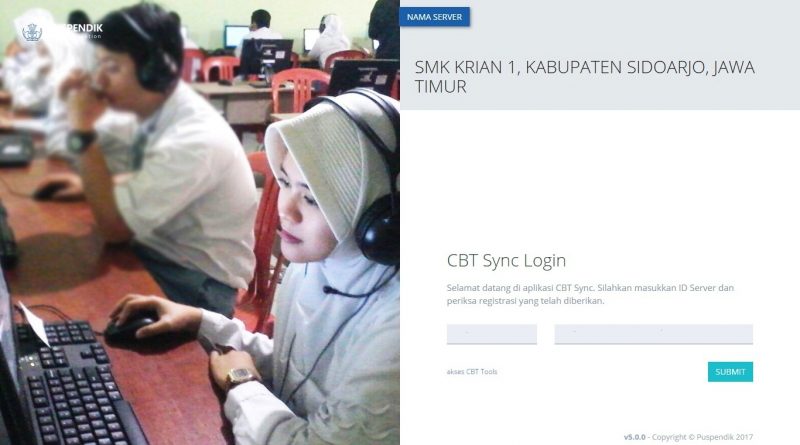 NAMA SERVER
SMK KRIAN 1, KABUPATEN SIDOARJO, JAWA
TIMUR
CBT Sync Login
Selamat datang di aplikasi CBT Sync. Silahkan masukkan ID Server dan
periksa registrasi yang telah diberikan.
akses CBT Tools
SUBMIT
v5.0.0 - Copyright © Puspendik 2017